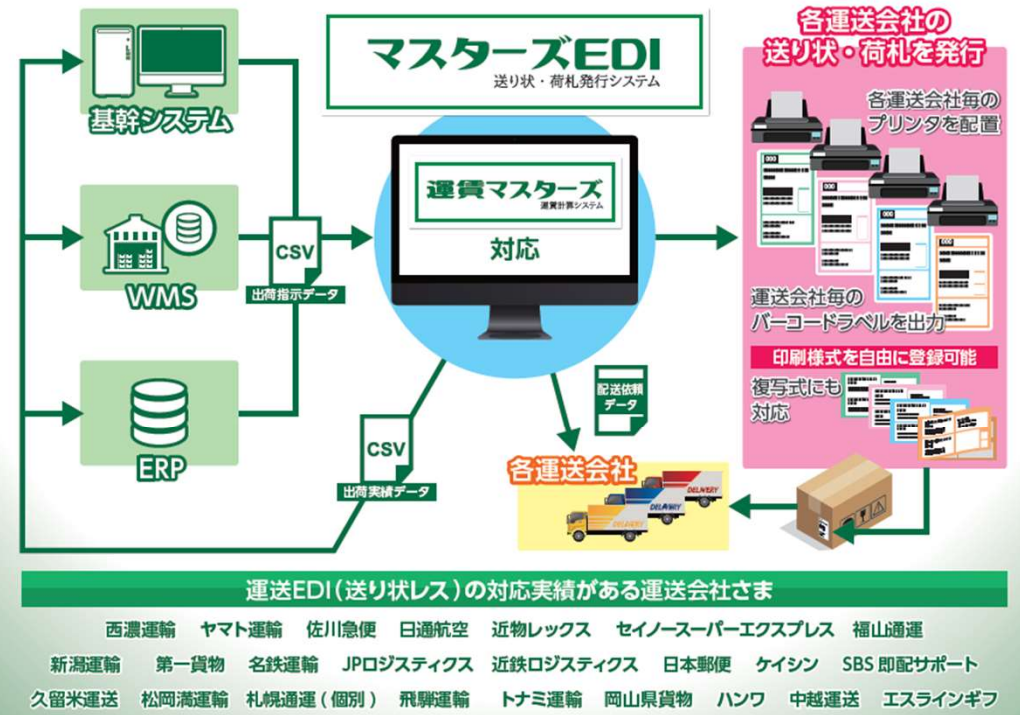 マスターズEDI
送り状・荷札発行システム
基幹システム
WMS
ERP
CSV
出荷指示データ
運賃マスターズ
運賃計算システム
対応
CSV
出荷実績データ
配送依頼
データ
各運送会社
DELIVERY
DELIVERY
DELIVERY
各運送会社の
送り状・荷札を発行
各運送会社毎の
プリンタを配置
000
000
000
000
運送会社毎の
バーコードラベルを出力
印刷様式を自由に登録可能
複写式にも
対応
運送EDI(送り状レス)の対応実績がある運送会社さま
西濃運輸 ヤマト運輸 佐川急便 日通航空 近物レックス セイノースーパーエクスプレス 福山通運
新潟運輸 第一貨物 名鉄運輸 JPロジスティクス 近鉄ロジスティクス 日本郵便 ケイシン SBS即配サポート
久留米運送 松岡満運輸 札幌通運(個別) 飛騨運輸 トナミ運輸 岡山県貨物 ハンワ 中越運送 エスラインギフ